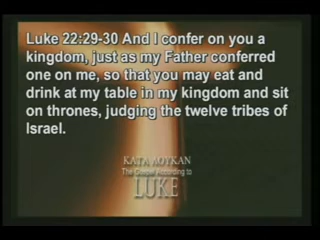 Luke 22:29-30 And I confer on you a
kingdom, just as my Father conferred
one on me, so that you may eat and
drink at my table in my kingdom and sit
on thrones, judging the twelve tribes of
Israel.
ΚΑΤΑ ΛΟΥΚΑΝ
The Gospel According to
LUKE